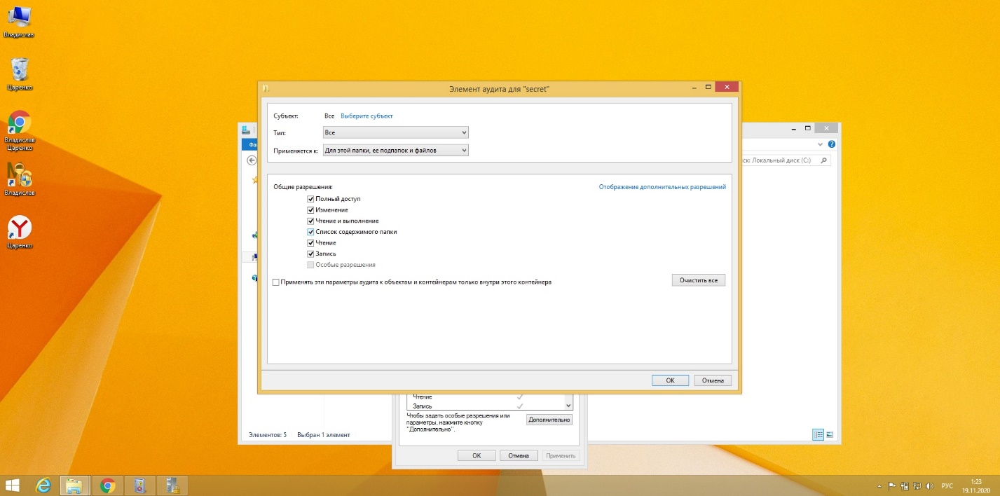 Владислав
Царенко
Владислав
Царенко
Владислав
Царенко
Элемент аудита для "secret"
Субъект: Все Выберите субъект
Тип: Все
Применяется к: Для этой папки, ее подпапок и файлов
Общие разрешения: Отображение дополнительных разрешений
Полный доступ
Изменение
Чтение и выполнение
Список содержимого папки
Чтение
Запись
Особые разрешения
Применять эти параметры аудита к объектам и контейнерам только внутри этого контейнера
Очистить все
ОК Отмена
Фа
ск: Локальный диск (C:)
Чтение
Запись
Чтобы задать особые разрешения или
параметры, нажмите кнопку
"Дополнительно".
Дополнительно
ОК Отмена Применить
Элементов: 5 Выбран 1 элемент
РУС
1:23
19.11.2020